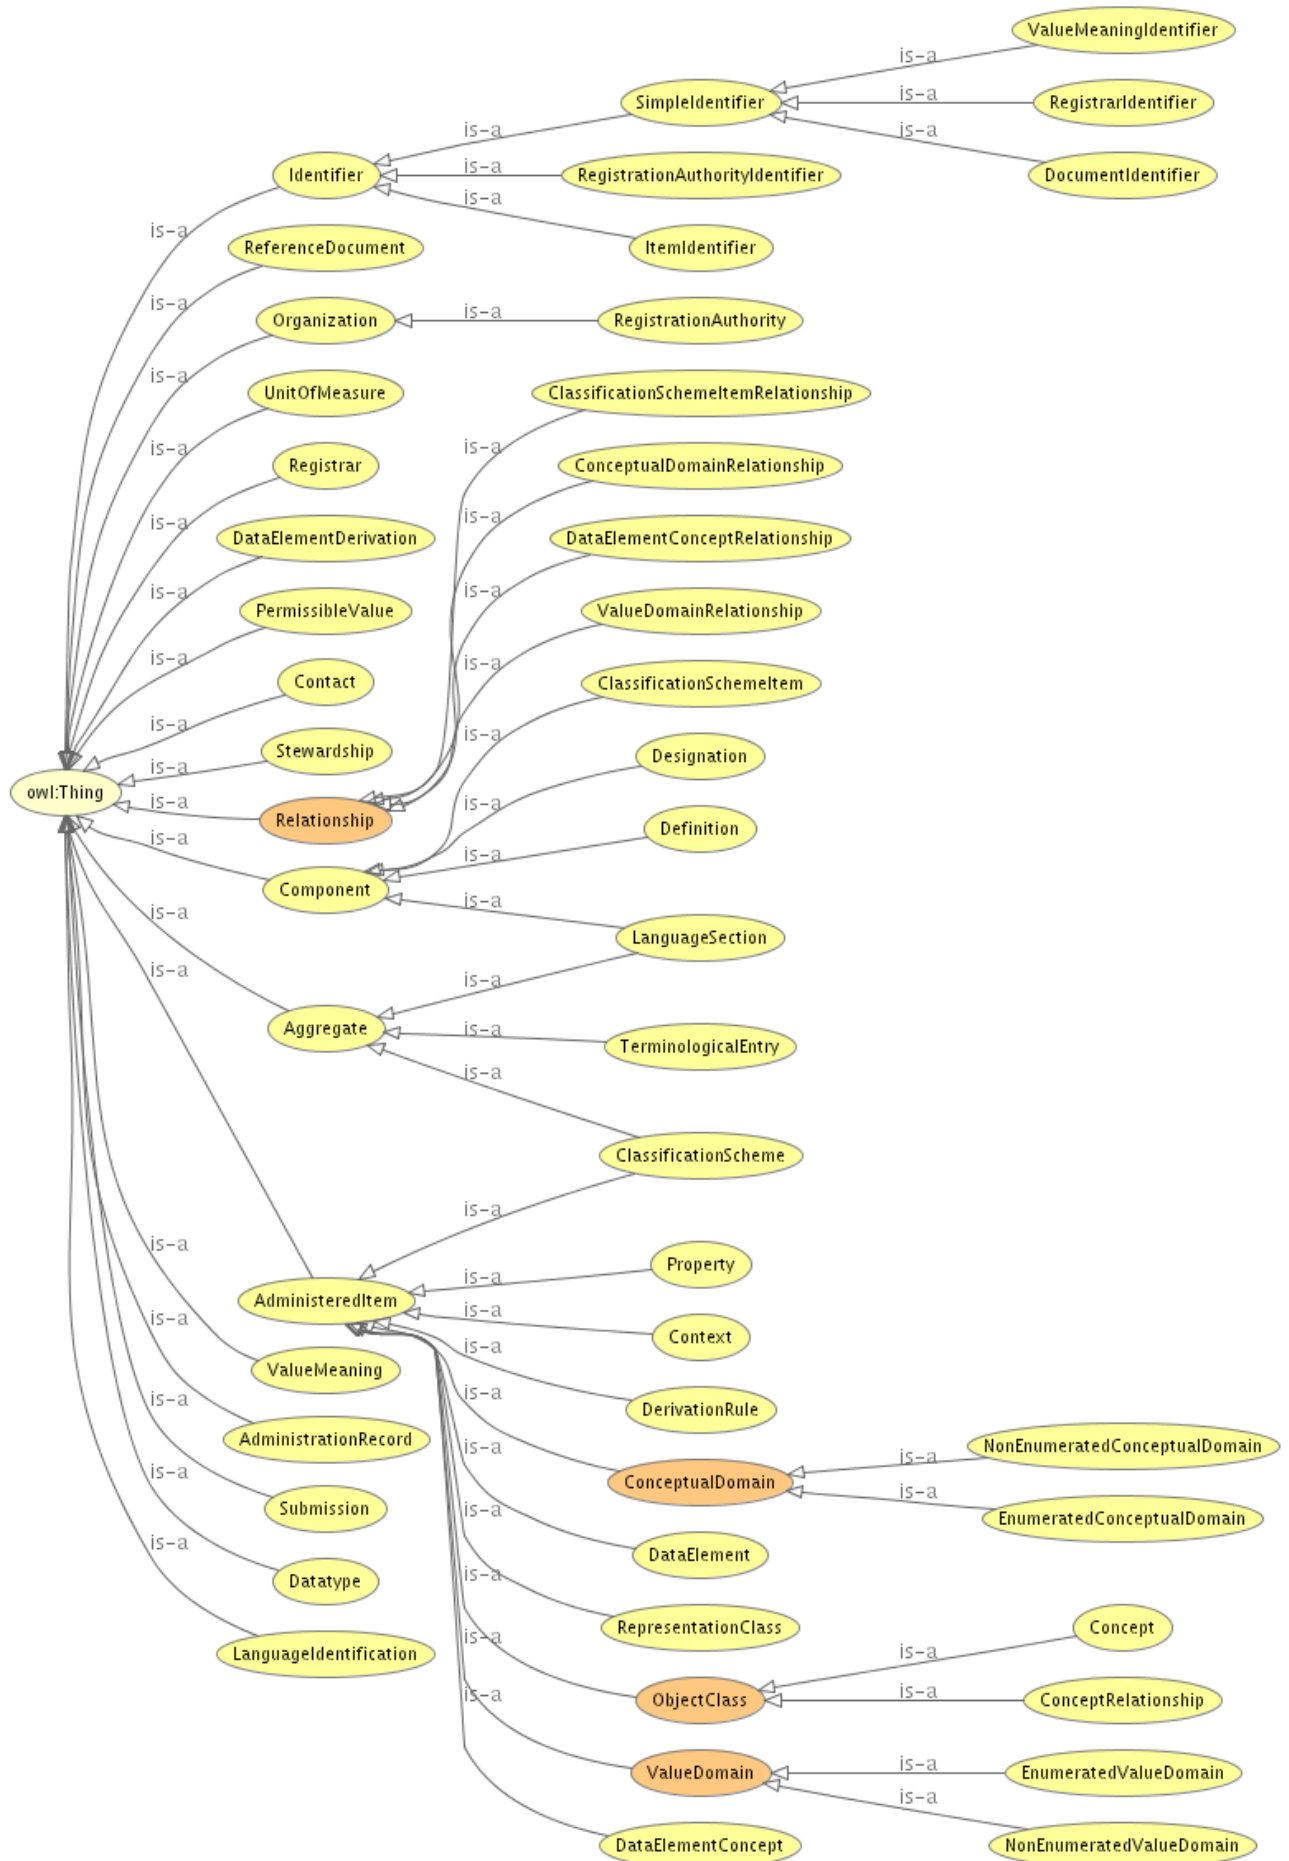 ValueMeaningIdentifier
is-a
SimpleIdentifier
is-a
RegistrarIdentifier
is-a
is-a
Identifier
is-a
RegistrationAuthorityIdentifier
DocumentIdentifier
is-a
is-a
ReferenceDocument
ItemIdentifier
is-a
Organization
is-a
RegistrationAuthority
is-a
UnitOfMeasure
ClassificationSchemeItemRelationship
is-a
is-a
Registrar
ConceptualDomainRelationship
is-a
is-a
DataElementDerivation
DataElementConceptRelationship
is-a
is-a
PermissibleValue
ValueDomainRelationship
is-a
is-a
Contact
ClassificationSchemeItem
is-a
is-a
Stewardship
Designation
is-a
owl:Thing
is-a
is-a
Relationship
Definition
is-a
is-a
Component
is-a
is-a
LanguageSection
is-a
is-a
Aggregate
is-a
TerminologicalEntry
is-a
ClassificationScheme
is-a
is-a
Property
is-a
AdministeredItem
is-a
Context
is-a
is-a
ValueMeaning
is-a
DerivationRule
is-a
AdministrationRecord
is-a
NonEnumeratedConceptualDomain
is-a
is-a
ConceptualDomain
is-a
Submission
is-a
EnumeratedConceptualDomain
is-a
DataElement
is-a
Datatype
is-a
RepresentationClass
Concept
LanguageIdentification
is-a
is-a
ObjectClass
is-a
ConceptRelationship
is-a
ValueDomain
is-a
EnumeratedValueDomain
is-a
DataElementConcept
NonEnumeratedValueDomain